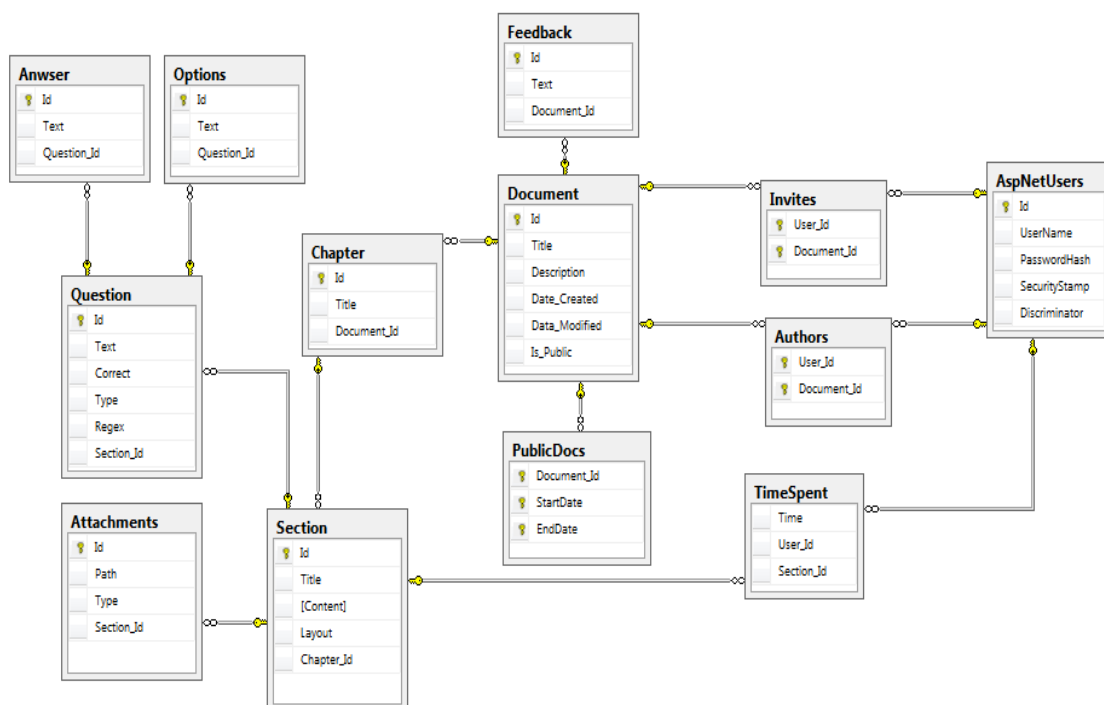 Anwser
Id
Text
Question_Id
Options
Id
Text
Question_Id
Feedback
Id
Text
Document_Id
Document
Id
Title
Description
Date_Created
Data_Modified
Is_Public
Invites
User_Id
Document_Id
AspNetUsers
Id
UserName
PasswordHash
SecurityStamp
Discriminator
Chapter
Id
Title
Document_Id
Question
Id
Text
Correct
Type
Regex
Section_Id
Authors
User_Id
Document_Id
PublicDocs
Document_Id
StartDate
EndDate
TimeSpent
Time
User_Id
Section_Id
Attachments
Id
Path
Type
Section_Id
Section
Id
Title
[Content]
Layout
Chapter_Id